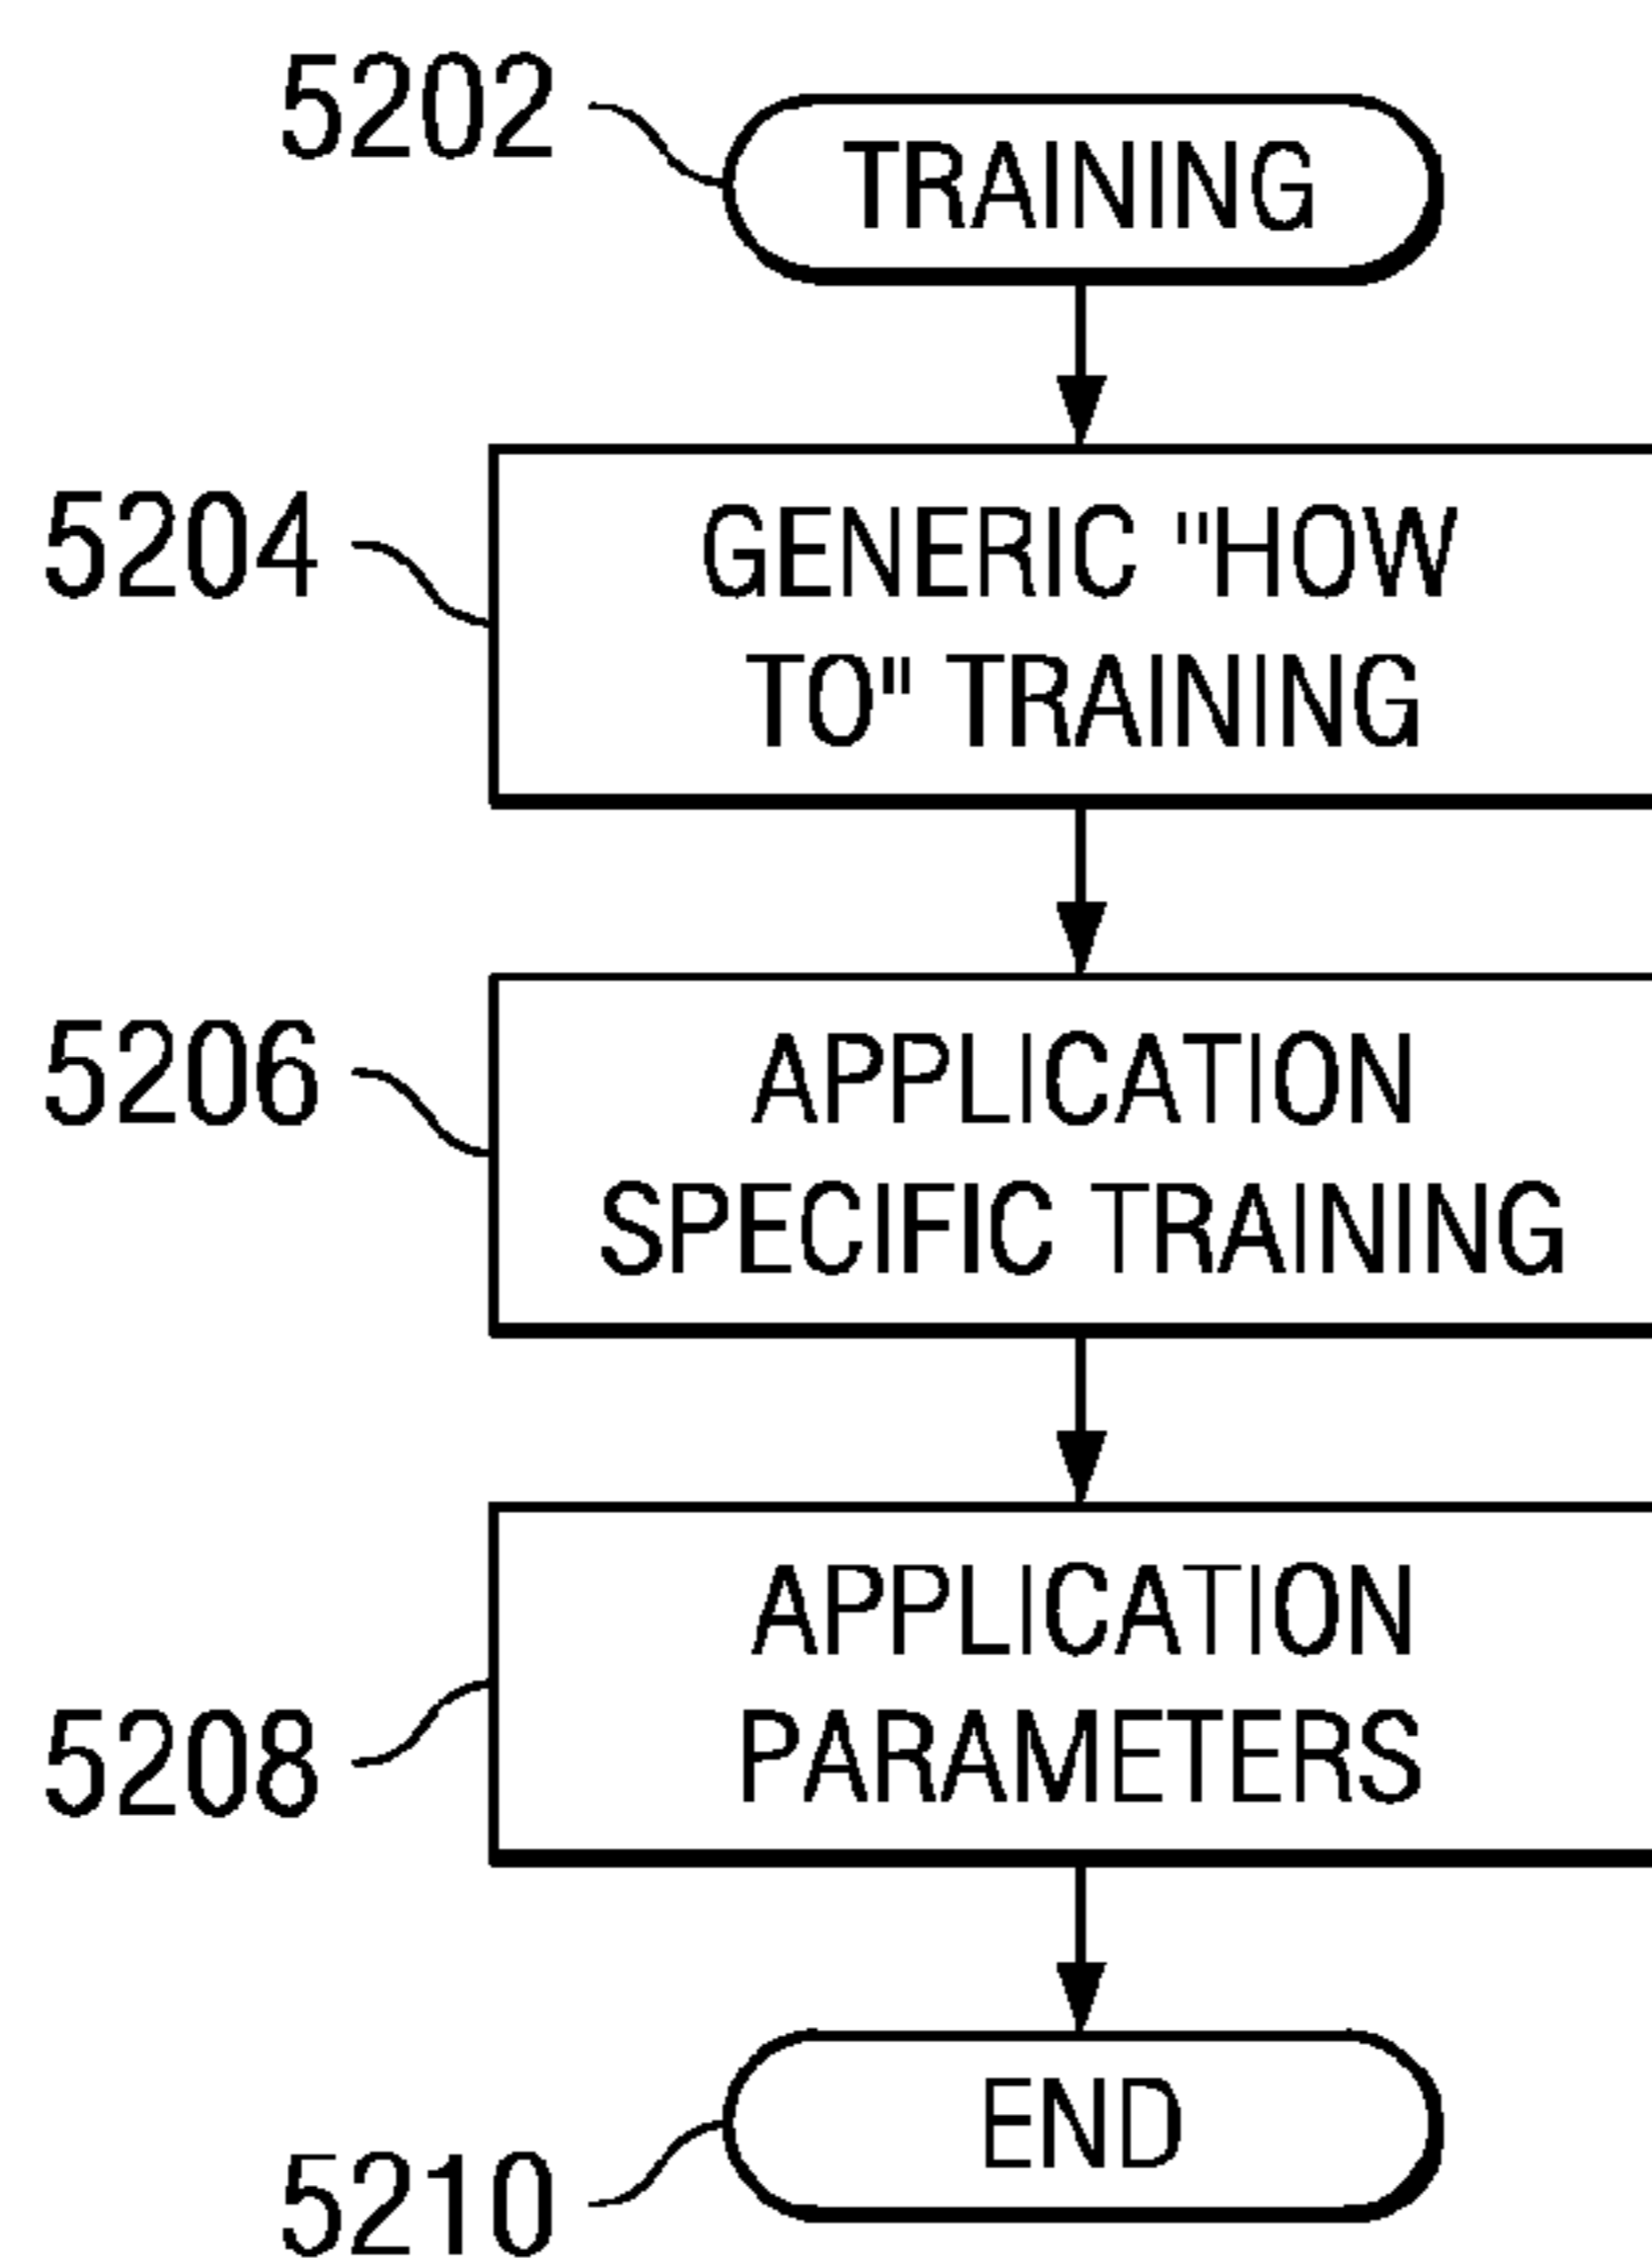 5202
TRAINING
5204
GENERIC "HOW
TO" TRAINING
5206
APPLICATION
SPECIFIC TRAINING
5208
APPLICATION
PARAMETERS
5210
END